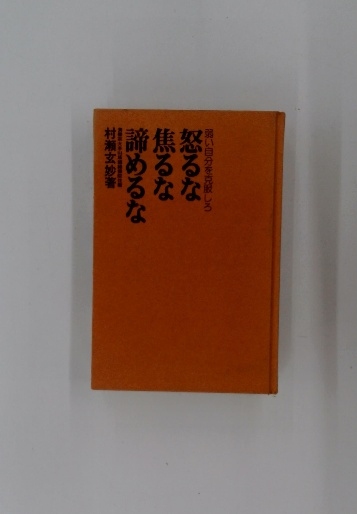 弱い自分を克服しろ
怒るな
焦るな
諦めるな
村瀬玄妙著